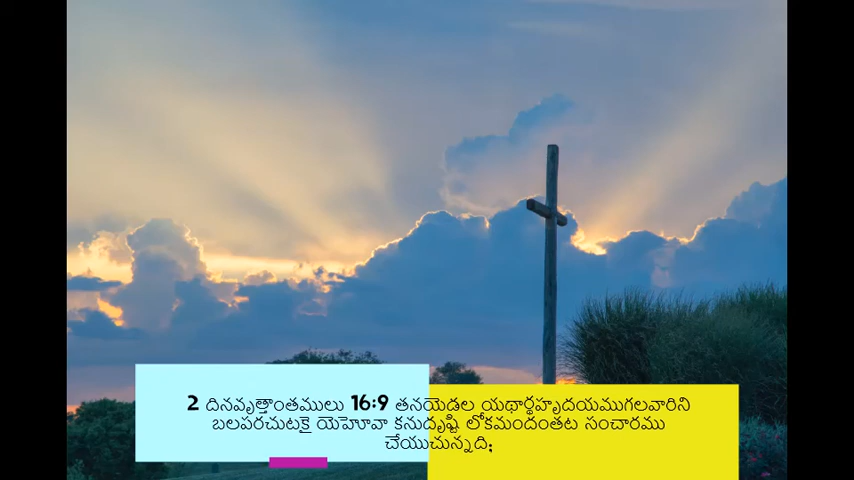 2 దినవృత్తాంతములు 16:9 తనయెడల యథార్థహృదయముగలవారిని
బలపరచుటకై యెహోవా కనుదృష్టి లోకమందంతట సంచారము
చేయుచున్నది;